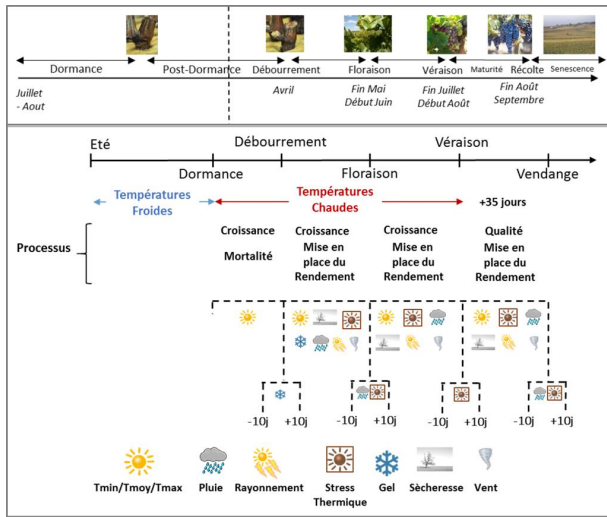 Dormance
Post-Dormance
Débourrement
Floraison
Véraison
Maturité
Récolte
Senescence
Juillet
- Aout
Avril
Fin Mai
Début Juin
Fin Juillet
Début Août
Fin Août
Septembre
Eté
Débourrement
Véraison
Dormance
Floraison
Vendange
Températures
Froides
Températures
Chaudes
+35 jours
Processus
Croissance
Mortalité
Croissance
Mise en
place du
Rendement
Croissance
Mise en
place du
Rendement
Qualité
Mise en
place du
Rendement
-10j +10j
-10j +10j
-10j +10j
-10j +10j
Tmin/Tmoy/Tmax
Pluie
Rayonnement
Stress
Thermique
Gel
Sècheresse
Vent